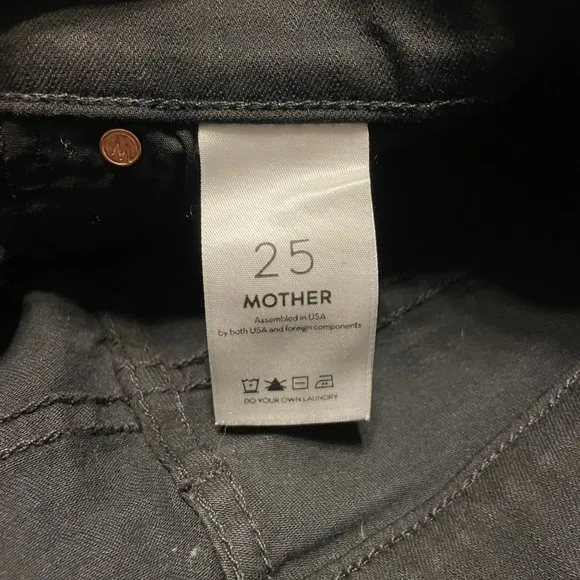 M
25
MOTHER
Assembled in USA
by both USA and foreign components
DO YOUR OWN LAUNDRY